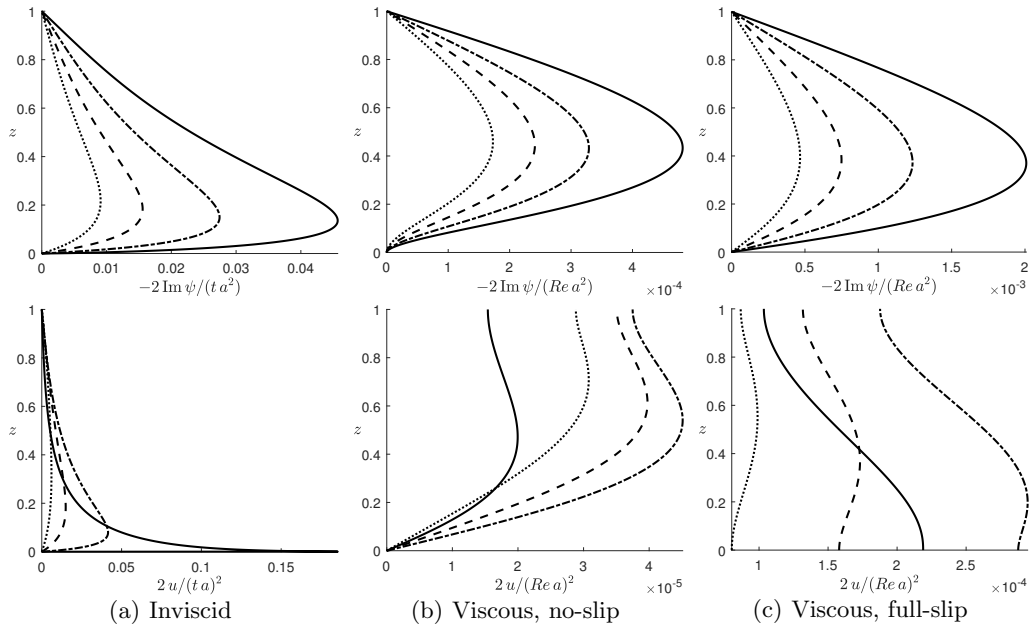 1
0.8
z
0.6
0.4
0.2
0
0 0.01 0.02 0.03 0.04
−2 Im ψ/(t a²)
1
0.8
z
0.6
0.4
0.2
0
0 1 2 3 4
−2 Im ψ/(Re a²) ×10⁻⁴
1
0.8
z
0.6
0.4
0.2
0
0 0.5 1 1.5 2
−2 Im ψ/(Re a²) ×10⁻³
1
0.8
z
0.6
0.4
0.2
0
0 0.05 0.1 0.15
2 u/(t a)²
1
0.8
z
0.6
0.4
0.2
0
0 1 2 3 4
2 u/(Re a)² ×10⁻⁵
1
0.8
z
0.6
0.4
0.2
0
1 1.5 2 2.5
2 u/(Re a)² ×10⁻⁴
(a) Inviscid
(b) Viscous, no-slip
(c) Viscous, full-slip